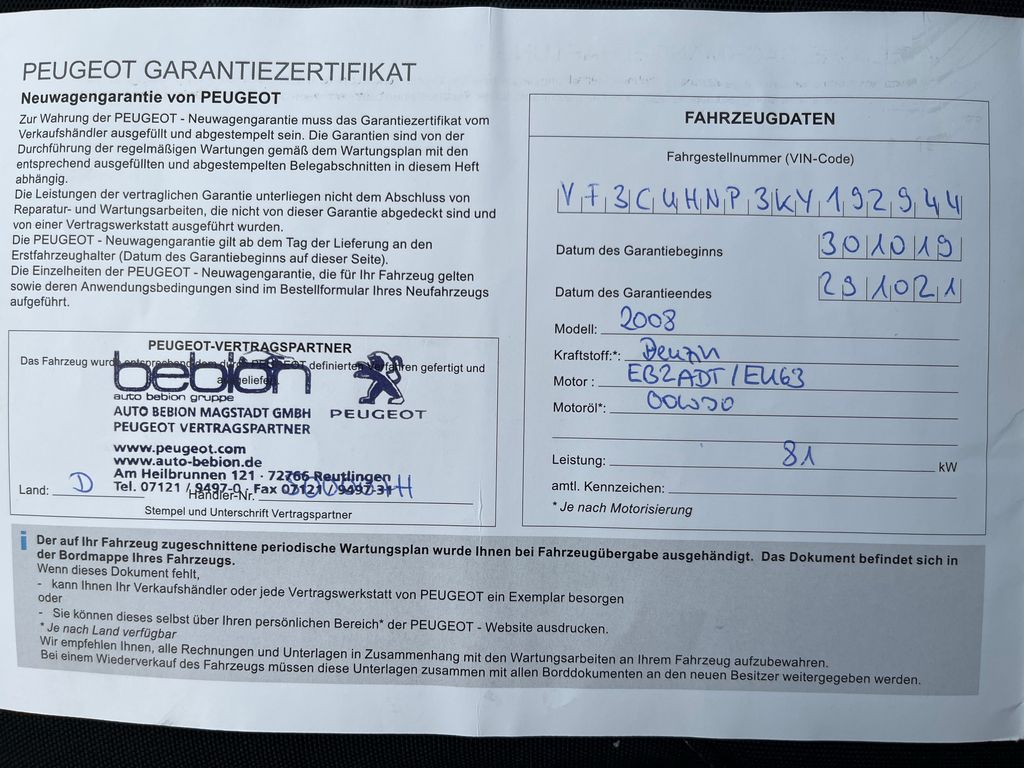 PEUGEOT GARANTIEZERTIFIKAT
Neuwagengarantie von PEUGEOT
Zur Wahrung der PEUGEOT - Neuwagengarantie muss das Garantiezertifikat vom
Verkaufshändler ausgefüllt und abgestempelt sein. Die Garantien sind von der
Durchführung der regelmäßigen Wartungen gemäß dem Wartungsplan mit den
entsprechend ausgefüllten und abgestempelten Belegabschnitten in diesem Heft
abhängig.
Die Leistungen der vertraglichen Garantie unterliegen nicht dem Abschluss von
Reparatur- und Wartungsarbeiten, die nicht von dieser Garantie abgedeckt sind und
von einer Vertragswerkstatt ausgeführt wurden.
Die PEUGEOT - Neuwagengarantie gilt ab dem Tag der Lieferung an den
Erstfahrzeughalter (Datum des Garantiebeginns auf dieser Seite).
Die Einzelheiten der PEUGEOT - Neuwagengarantie, die für Ihr Fahrzeug gelten
sowie deren Anwendungsbedingungen sind im Bestellformular Ihres Neufahrzeugs
aufgeführt.
PEUGEOT-VERTRAGSPARTNER
Das Fahrzeug wurde entsprechend dem durch PEUGEOT definierten Verfahren gefertigt und
ausgeliefert.
bebion
auto bebion gruppe
PEUGEOT
AUTO BEBION MAGSTADT GMBH
PEUGEOT VERTRAGSPARTNER
www.peugeot.com
www.auto-bebion.de
Am Heilbrunnen 121 · 72766 Reutlingen
Tel. 07121 / 9497-0 · Fax 07121 / 9497-31
Land: D Händler-Nr.
Stempel und Unterschrift Vertragspartner
FAHRZEUGDATEN
Fahrgestellnummer (VIN-Code)
VF3CUHNP3KY192944
Datum des Garantiebeginns 301019
Datum des Garantieendes 291021
Modell: 2008
Kraftstoff:*: Benzin
Motor : EB2ADT/EU63
Motoröl*: 00W30
Leistung: 81 kW
amtl. Kennzeichen:
* Je nach Motorisierung
i Der auf Ihr Fahrzeug zugeschnittene periodische Wartungsplan wurde Ihnen bei Fahrzeugübergabe ausgehändigt. Das Dokument befindet sich in
der Bordmappe Ihres Fahrzeugs.
Wenn dieses Dokument fehlt,
- kann Ihnen Ihr Verkaufshändler oder jede Vertragswerkstatt von PEUGEOT ein Exemplar besorgen
oder
- Sie können dieses selbst über Ihren persönlichen Bereich* der PEUGEOT - Website ausdrucken.
* Je nach Land verfügbar
Wir empfehlen Ihnen, alle Rechnungen und Unterlagen in Zusammenhang mit den Wartungsarbeiten an Ihrem Fahrzeug aufzubewahren.
Bei einem Wiederverkauf des Fahrzeugs müssen diese Unterlagen zusammen mit allen Borddokumenten an den neuen Besitzer weitergegeben werden.